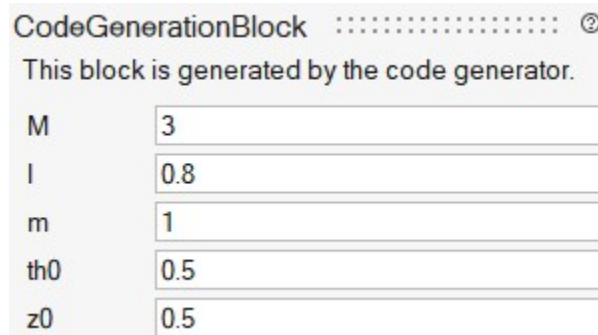 CodeGenerationBlock
This block is generated by the code generator.
M 3
l 0.8
m 1
th0 0.5
z0 0.5